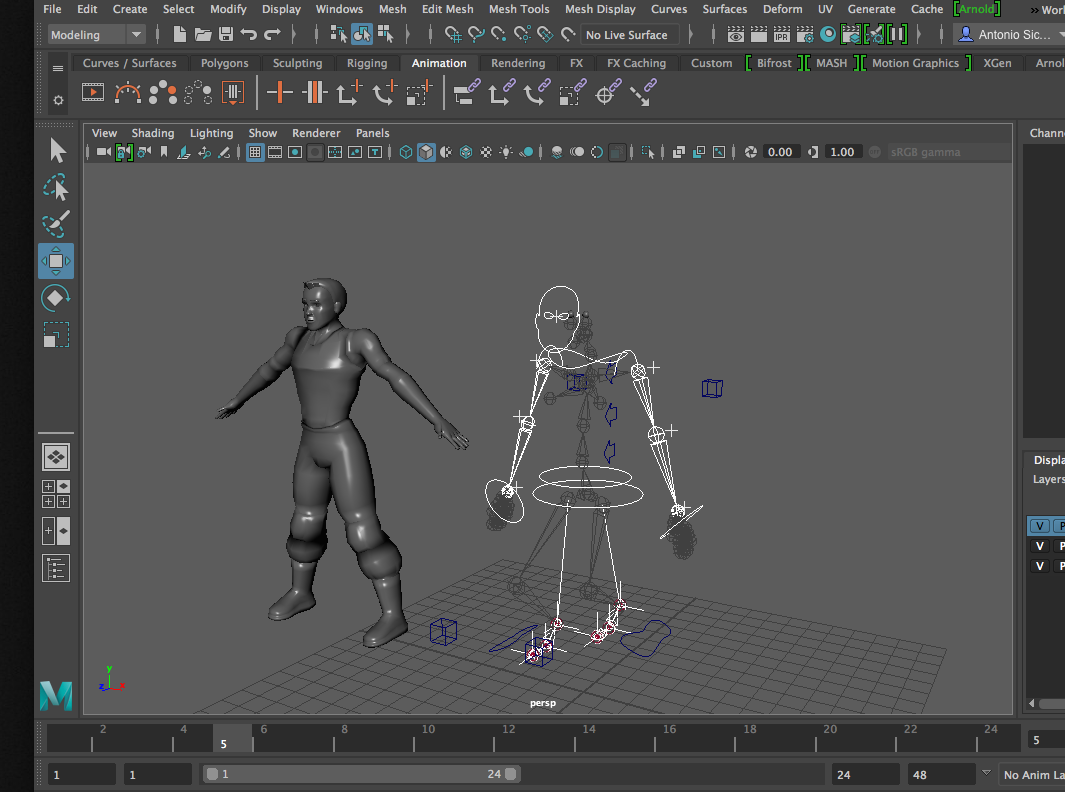 File Edit Create Select Modify Display Windows Mesh Edit Mesh Mesh Tools Mesh Display Curves Surfaces Deform UV Generate Cache [Arnold] »
Modeling No Live Surface IPR Antonio Sic...
Curves / Surfaces Polygons Sculpting Rigging Animation Rendering FX FX Caching Custom Bifrost MASH Motion Graphics XGen
View Shading Lighting Show Renderer Panels
0.00 1.00 sRGB gamma
Layers
V P
V P
V P
y
z x
persp
M
2 4 6 8 10 12 14 16 18 20 22 24
5 5
1 1 1 24 24 48 No Anim La